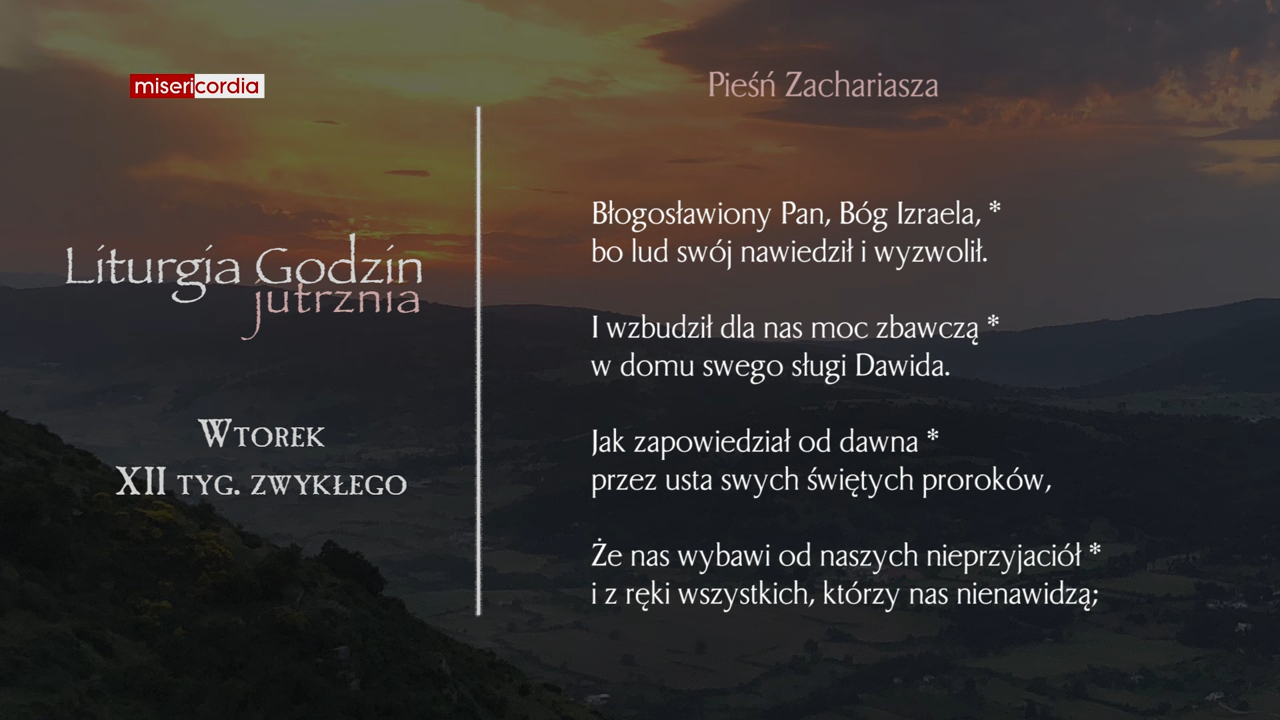 misericordia
Liturgia Godzin
jutrznia
Wtorek
XII tyg. zwykłego
Pieśń Zachariasza
Błogosławiony Pan, Bóg Izraela, *
bo lud swój nawiedził i wyzwolił.
I wzbudził dla nas moc zbawczą *
w domu swego sługi Dawida.
Jak zapowiedział od dawna *
przez usta swych świętych proroków,
Że nas wybawi od naszych nieprzyjaciół *
i z ręki wszystkich, którzy nas nienawidzą;